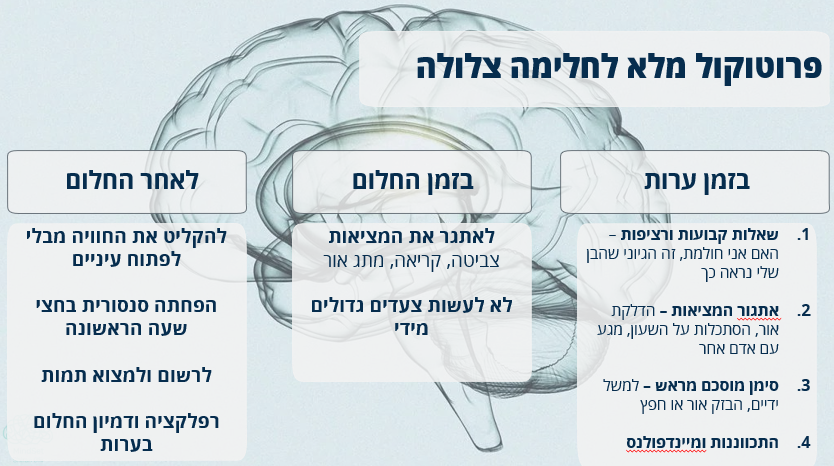 פרוטוקול מלא לחלימה צלולה
בזמן ערות
1. שאלות קבועות ורציפות –
האם אני חולמת, זה הגיוני שהבן
שלי נראה כך
2. אתגור המציאות – הדלקת
אור, הסתכלות על השעון, מגע
עם אדם אחר
3. סימן מוסכם מראש – למשל
ידיים, הבזק אור או חפץ
4. התכווננות ומיינדפולנס
בזמן החלום
לאתגר את המציאות
צביטה, קריאה, מתג אור
לא לעשות צעדים גדולים
מידי
לאחר החלום
להקליט את החוויה מבלי
לפתוח עיניים
הפחתה סנסורית בחצי
שעה הראשונה
לרשום ולמצוא תמות
רפלקציה ודמיון החלום
בערות